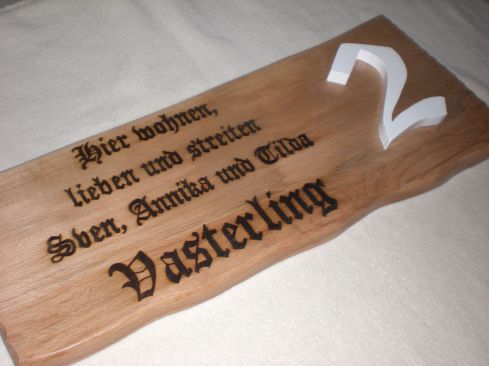 Hier wohnen,
lieben und streiten
Sven, Annika und Tilda
Vasterling
2